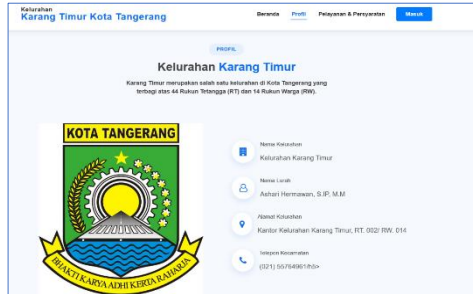 Kelurahan
Karang Timur Kota Tangerang
Beranda Profil Pelayanan & Persyaratan Masuk
PROFIL
Kelurahan Karang Timur
Karang Timur merupakan salah satu kelurahan di Kota Tangerang yang
terbagi atas 44 Rukun Tetangga (RT) dan 14 Rukun Warga (RW).
KOTA TANGERANG
BHAKTI KARYA ADHI KERTA RAHARJA
Nama Kelurahan
Kelurahan Karang Timur
Nama Lurah
Ashari Hermawan, S.IP, M.M
Alamat Kelurahan
Kantor Kelurahan Karang Timur, RT. 002/ RW. 014
Telepon Kecamatan
(021) 55764961/h5>